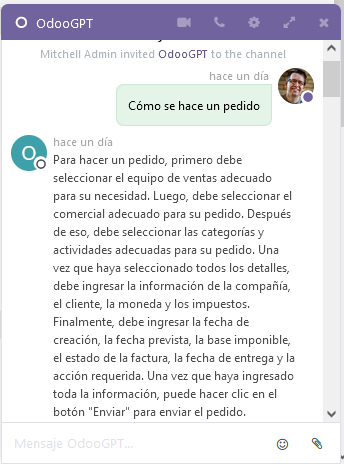 OdooGPT
Mitchell Admin invited OdooGPT to the channel
hace un día
Cómo se hace un pedido
O
hace un día
Para hacer un pedido, primero debe
seleccionar el equipo de ventas adecuado
para su necesidad. Luego, debe seleccionar el
comercial adecuado para su pedido. Después
de eso, debe seleccionar las categorías y
actividades adecuadas para su pedido. Una
vez que haya seleccionado todos los detalles,
debe ingresar la información de la compañía,
el cliente, la moneda y los impuestos.
Finalmente, debe ingresar la fecha de
creación, la fecha prevista, la base imponible,
el estado de la factura, la fecha de entrega y la
acción requerida. Una vez que haya ingresado
toda la información, puede hacer clic en el
botón "Enviar" para enviar el pedido.
Mensaje OdooGPT...